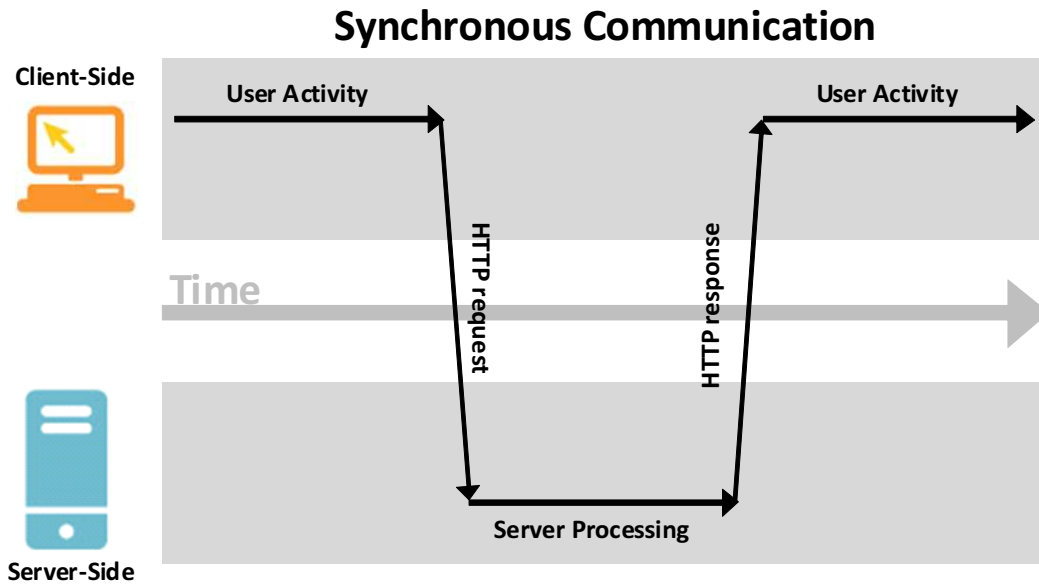 Synchronous Communication
Client-Side
User Activity
User Activity
HTTP request
HTTP response
Time
Server Processing
Server-Side